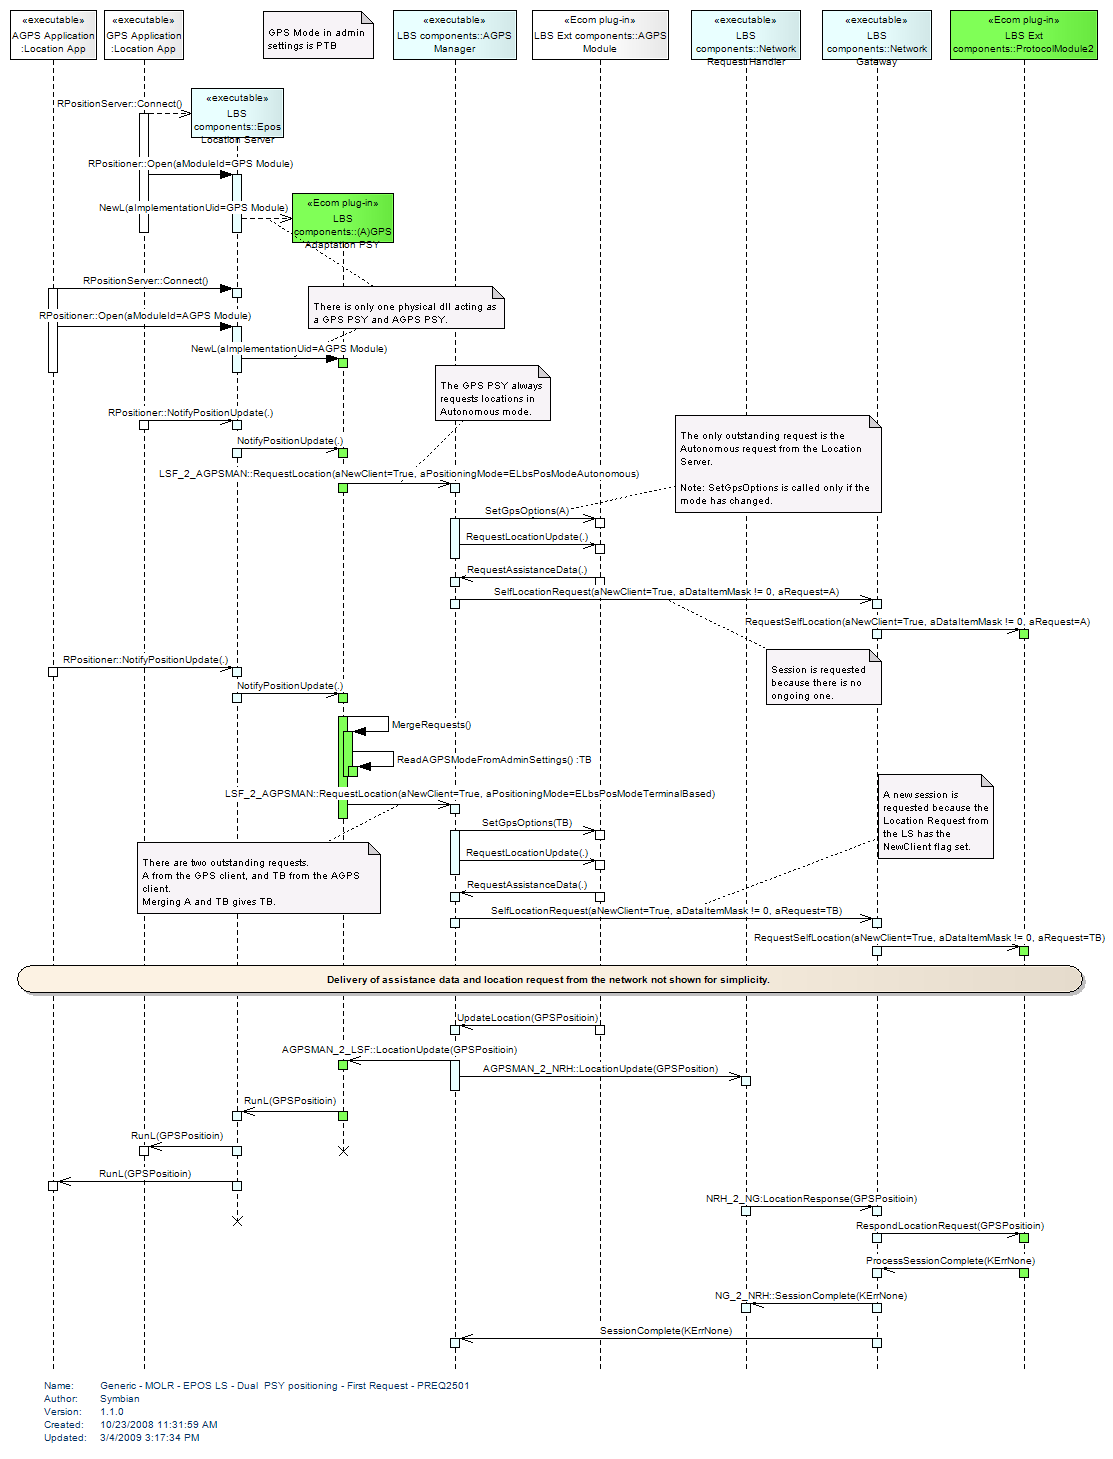 «executable»
AGPS Application
:Location App
«executable»
GPS Application
:Location App
GPS Mode in admin
settings is PTB
«executable»
LBS components::AGPS
Manager
«Ecom plug-in»
LBS Ext components::AGPS
Module
«executable»
LBS
components::Network
Request Handler
«executable»
LBS
components::Network
Gateway
«Ecom plug-in»
LBS Ext
components::ProtocolModule2
RPositionServer::Connect()
«executable»
LBS
components::Epos
Location Server
RPositioner::Open(aModuleId=GPS Module)
NewL(aImplementationUid=GPS Module)
«Ecom plug-in»
LBS
components::(A)GPS
Adaptation PSY
RPositionServer::Connect()
There is only one physical dll acting as
a GPS PSY and AGPS PSY.
RPositioner::Open(aModuleId=AGPS Module)
NewL(aImplementationUid=AGPS Module)
The GPS PSY always
requests locations in
Autonomous mode.
RPositioner::NotifyPositionUpdate(.)
NotifyPositionUpdate(.)
The only outstanding request is the
Autonomous request from the Location
Server.
Note: SetGpsOptions is called only if the
mode has changed.
LSF_2_AGPSMAN::RequestLocation(aNewClient=True, aPositioningMode=ELbsPosModeAutonomous)
SetGpsOptions(A)
RequestLocationUpdate(.)
RequestAssistanceData(.)
SelfLocationRequest(aNewClient=True, aDataItemMask != 0, aRequest=A)
RequestSelfLocation(aNewClient=True, aDataItemMask != 0, aRequest=A)
Session is requested
because there is no
ongoing one.
RPositioner::NotifyPositionUpdate(.)
NotifyPositionUpdate(.)
MergeRequests()
ReadAGPSModeFromAdminSettings() :TB
LSF_2_AGPSMAN::RequestLocation(aNewClient=True, aPositioningMode=ELbsPosModeTerminalBased)
A new session is
requested because the
Location Request from
the LS has the
NewClient flag set.
SetGpsOptions(TB)
RequestLocationUpdate(.)
There are two outstanding requests.
A from the GPS client, and TB from the AGPS
client.
Merging A and TB gives TB.
RequestAssistanceData(.)
SelfLocationRequest(aNewClient=True, aDataItemMask != 0, aRequest=TB)
RequestSelfLocation(aNewClient=True, aDataItemMask != 0, aRequest=TB)
Delivery of assistance data and location request from the network not shown for simplicity.
UpdateLocation(GPSPositioin)
AGPSMAN_2_LSF::LocationUpdate(GPSPositioin)
AGPSMAN_2_NRH::LocationUpdate(GPSPosition)
RunL(GPSPositioin)
RunL(GPSPositioin)
RunL(GPSPositioin)
NRH_2_NG:LocationResponse(GPSPositioin)
RespondLocationRequest(GPSPositioin)
ProcessSessionComplete(KErrNone)
NG_2_NRH::SessionComplete(KErrNone)
SessionComplete(KErrNone)
Name: Generic - MOLR - EPOS LS - Dual PSY positioning - First Request - PREQ2501
Author: Symbian
Version: 1.1.0
Created: 10/23/2008 11:31:59 AM
Updated: 3/4/2009 3:17:34 PM